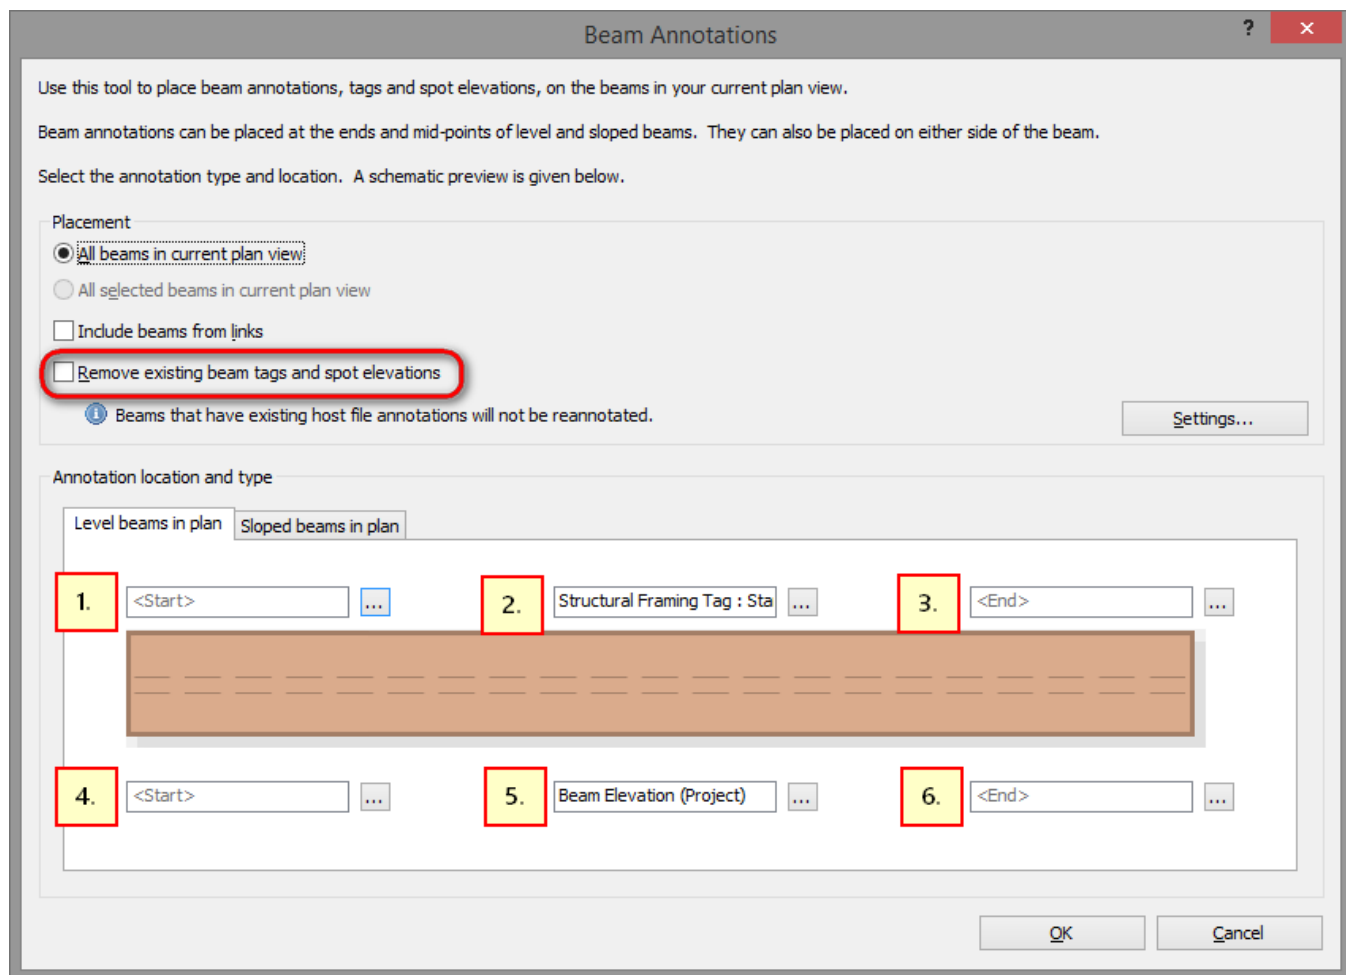 Beam Annotations
?
Use this tool to place beam annotations, tags and spot elevations, on the beams in your current plan view.
Beam annotations can be placed at the ends and mid-points of level and sloped beams. They can also be placed on either side of the beam.
Select the annotation type and location. A schematic preview is given below.
Placement
All beams in current plan view
All selected beams in current plan view
Include beams from links
Remove existing beam tags and spot elevations
Beams that have existing host file annotations will not be reannotated.
Settings...
Annotation location and type
Level beams in plan
Sloped beams in plan
1. <Start> ... 2. Structural Framing Tag : Sta ... 3. <End> ...
4. <Start> ... 5. Beam Elevation (Project) ... 6. <End> ...
OK
Cancel